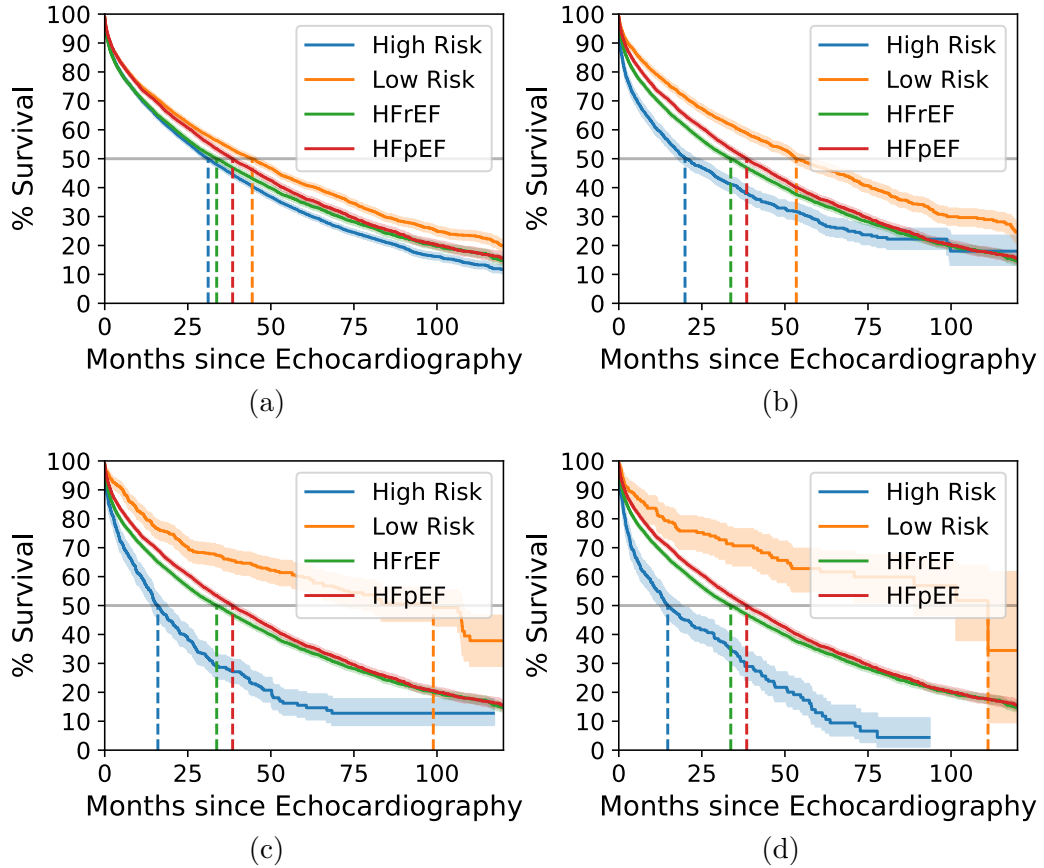 100
90
80
70
60
50
40
30
20
10
0
% Survival
High Risk
Low Risk
HFrEF
HFpEF
0 25 50 75 100
Months since Echocardiography
(a)
100
90
80
70
60
50
40
30
20
10
0
% Survival
High Risk
Low Risk
HFrEF
HFpEF
0 25 50 75 100
Months since Echocardiography
(b)
100
90
80
70
60
50
40
30
20
10
0
% Survival
High Risk
Low Risk
HFrEF
HFpEF
0 25 50 75 100
Months since Echocardiography
(c)
100
90
80
70
60
50
40
30
20
10
0
% Survival
High Risk
Low Risk
HFrEF
HFpEF
0 25 50 75 100
Months since Echocardiography
(d)